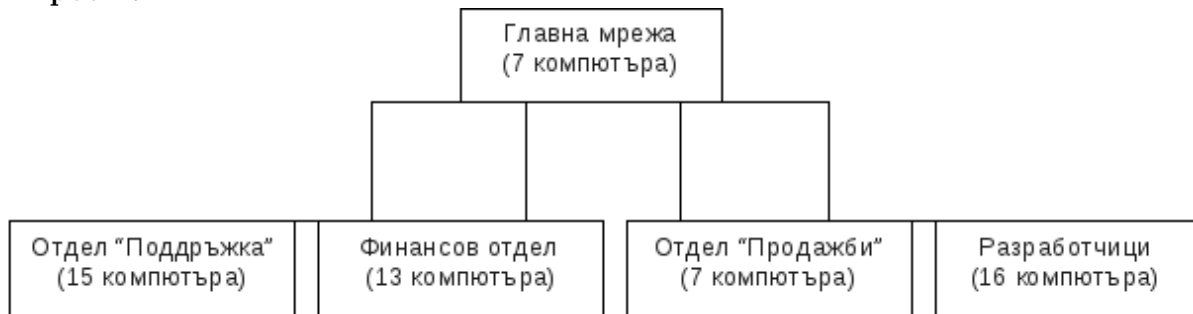 Главна мрежа
(7 компютъра)
Отдел “Поддръжка”
(15 компютъра)
Финансов отдел
(13 компютъра)
Отдел “Продажби”
(7 компютъра)
Разработчици
(16 компютъра)